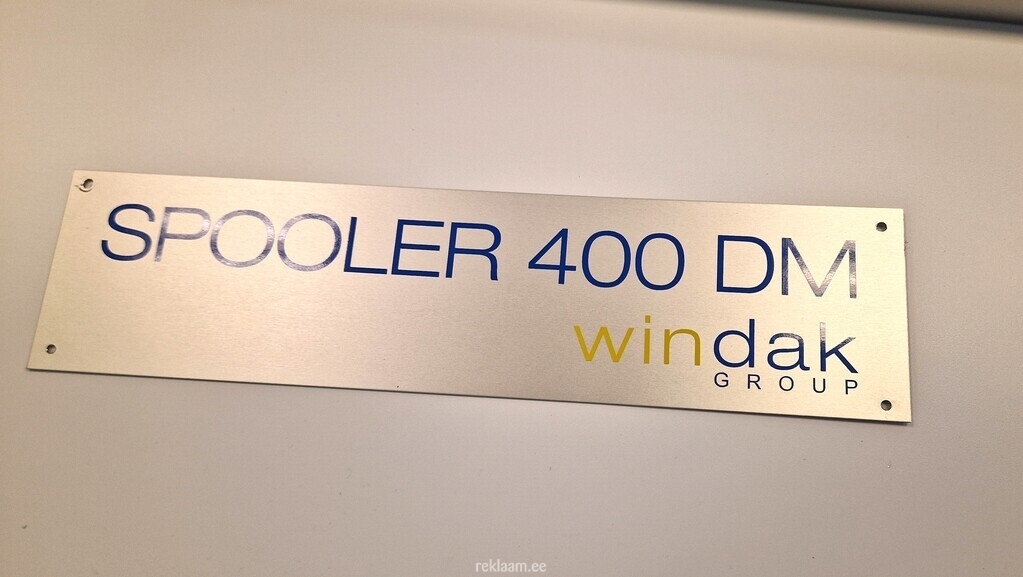 SPOOLER 400 DM
windak
GROUP
reklaam.ee